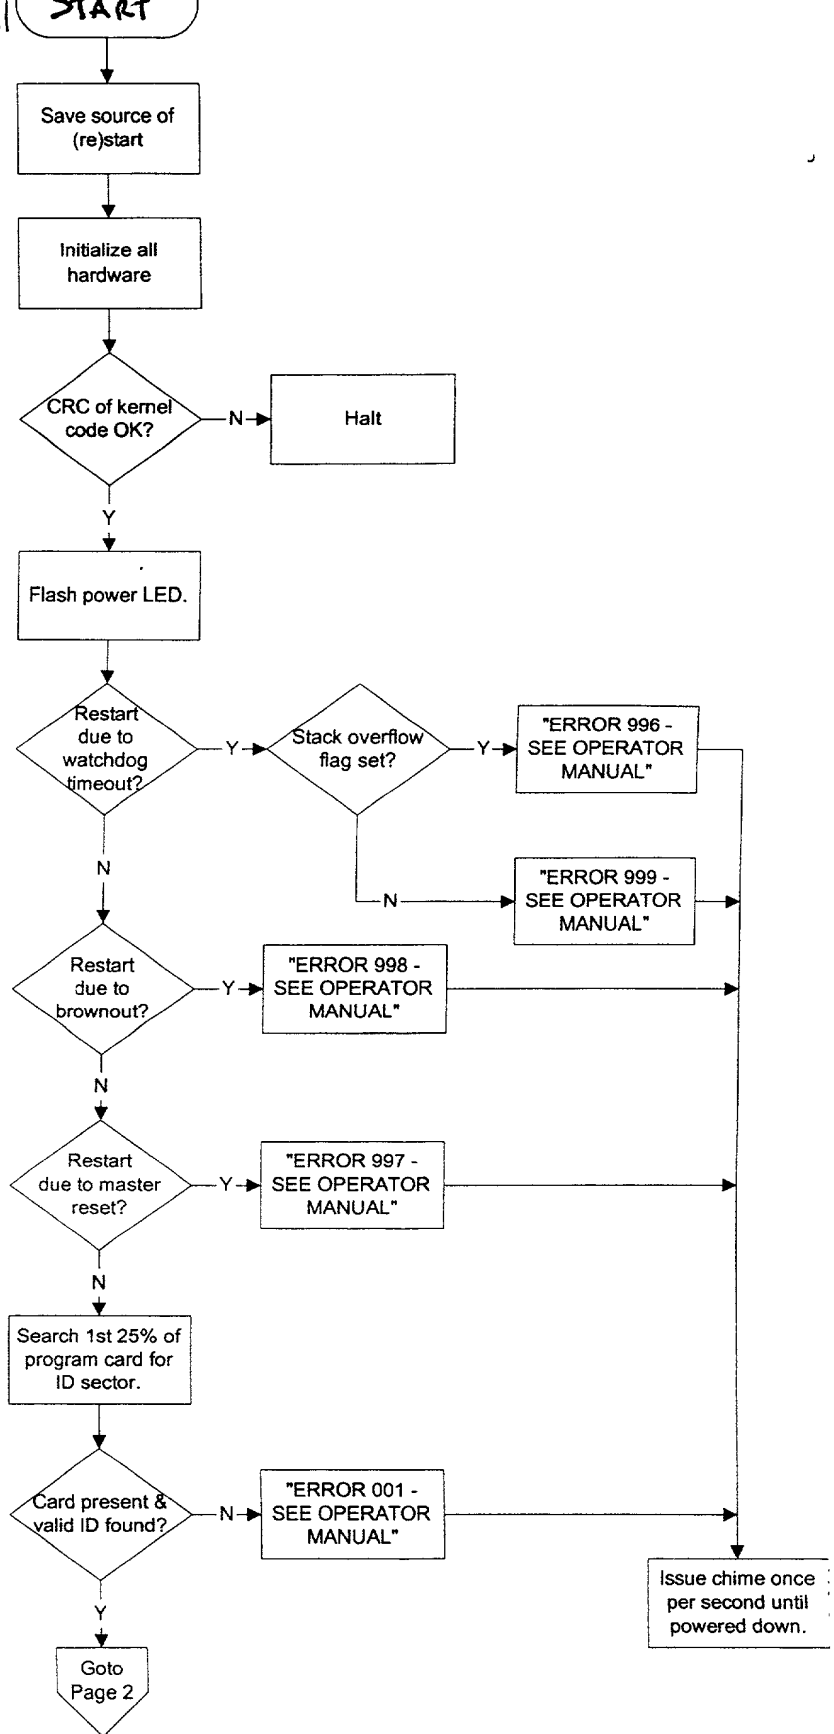 START
Save source of
(re)start
Initialize all
hardware
CRC of kernel
code OK?
N
Halt
Y
Flash power LED.
Restart
due to
watchdog
timeout?
Y
Stack overflow
flag set?
Y
"ERROR 996 -
SEE OPERATOR
MANUAL"
N
N
"ERROR 999 -
SEE OPERATOR
MANUAL"
Restart
due to
brownout?
Y
"ERROR 998 -
SEE OPERATOR
MANUAL"
N
Restart
due to master
reset?
Y
"ERROR 997 -
SEE OPERATOR
MANUAL"
N
Search 1st 25% of
program card for
ID sector.
Card present &
valid ID found?
N
"ERROR 001 -
SEE OPERATOR
MANUAL"
Issue chime once
per second until
powered down.
Y
Goto
Page 2